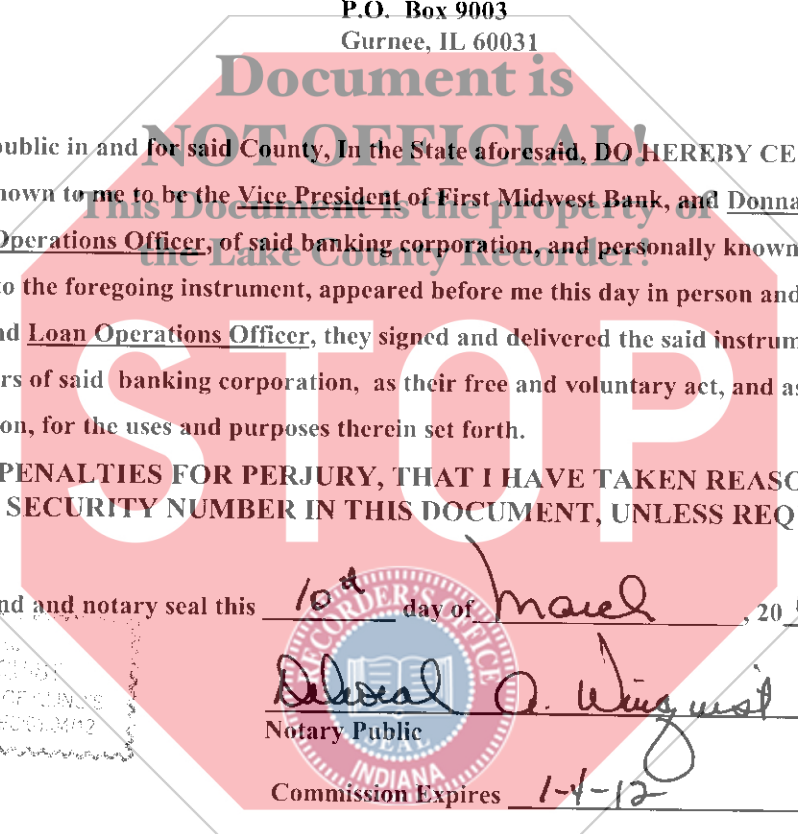 P.O. Box 9003
Gurnee, IL 60031
Document is
NOT OFFICIAL!
public in and for said County, In the State aforesaid, DO HEREBY CE
nown to me to be the Vice President of First Midwest Bank, and Donna
This Document is the property of
Operations Officer, of said banking corporation, and personally known
the Lake County Recorder!
to the foregoing instrument, appeared before me this day in person and
nd Loan Operations Officer, they signed and delivered the said instrum
rs of said banking corporation, as their free and voluntary act, and as
on, for the uses and purposes therein set forth.
STOP
PENALTIES FOR PERJURY, THAT I HAVE TAKEN REASO
SECURITY NUMBER IN THIS DOCUMENT, UNLESS REQ
nd and notary seal this 10th day of March, 20
RECORDER'S OFFICE
SEAL
INDIANA
Deboral A. Winquist
Notary Public
Commission Expires 1-4-12